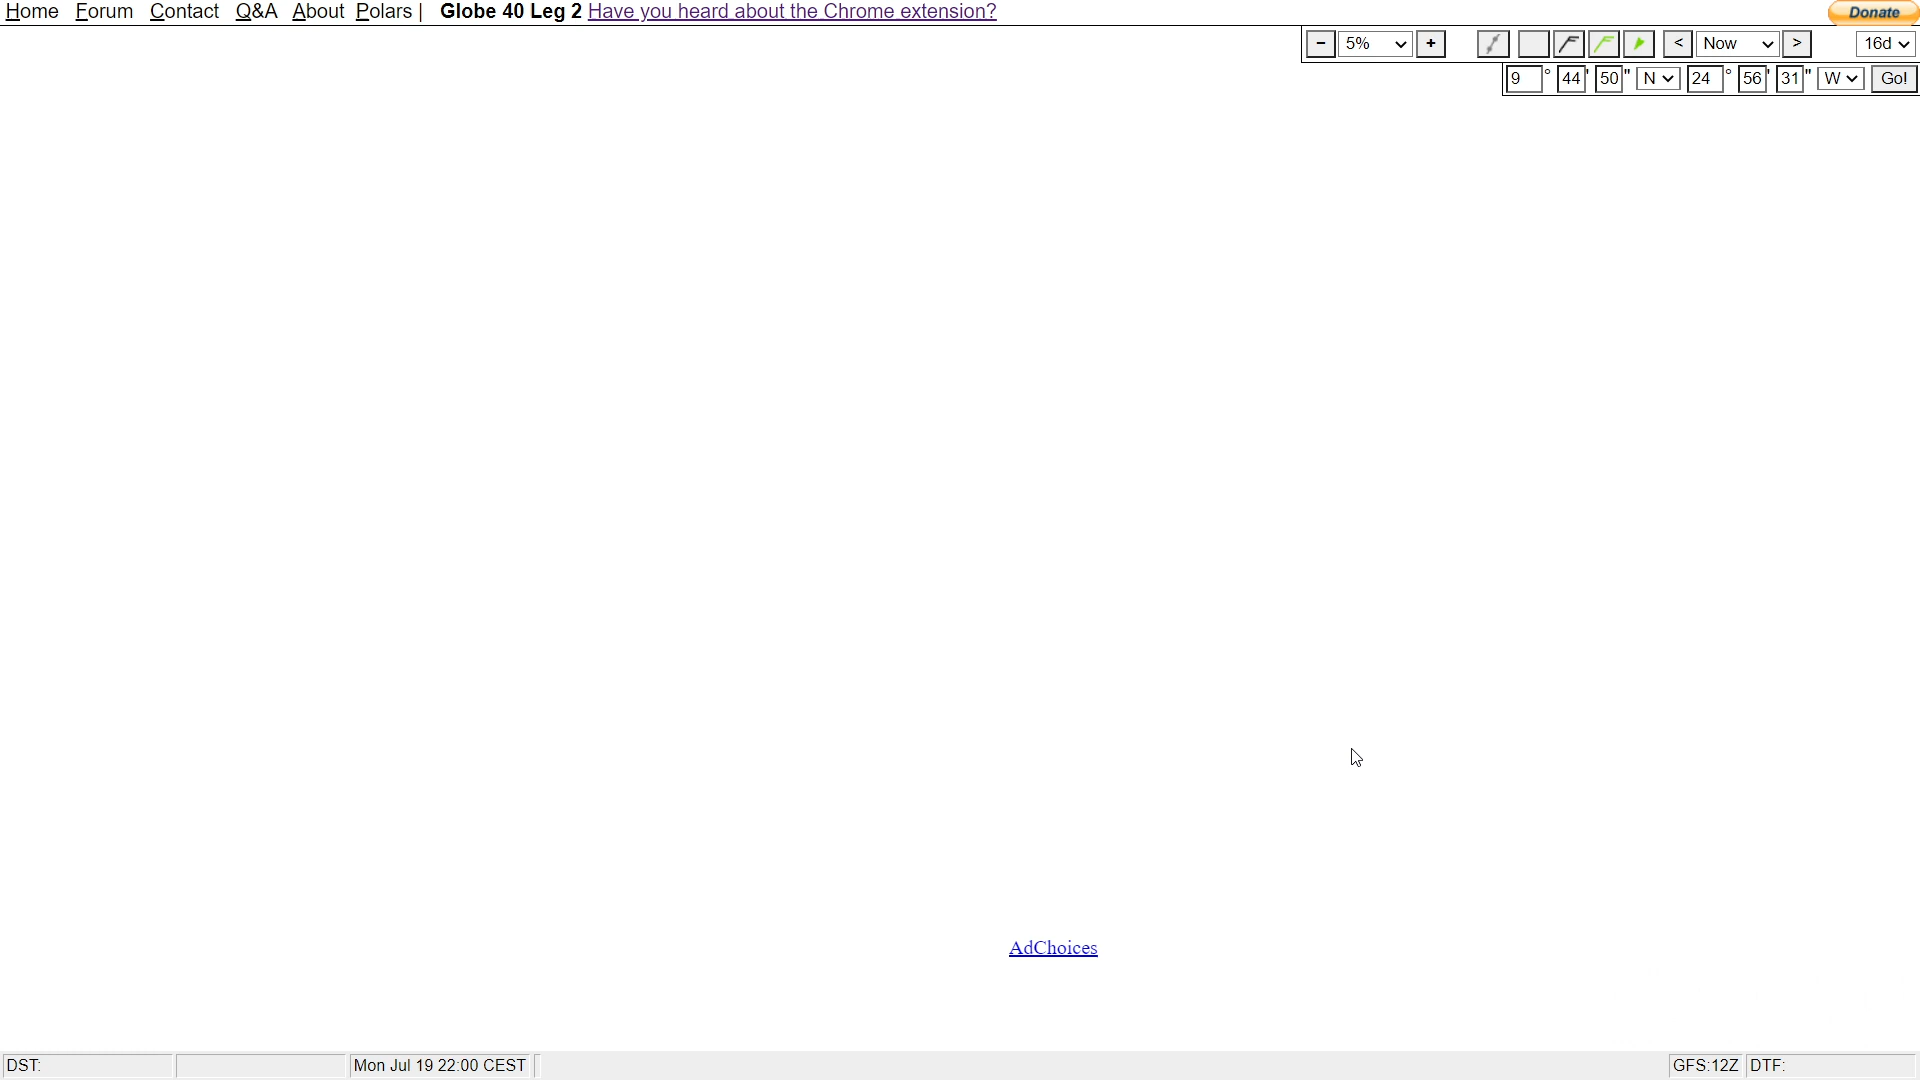 Home Forum Contact Q&A About Polars | Globe 40 Leg 2 Have you heard about the Chrome extension? Donate
- 5% + < Now > 16d
9 ° 44 ' 50 " N 24 ° 56 ' 31 " W Go!
AdChoices
DST: Mon Jul 19 22:00 CEST GFS:12Z DTF: